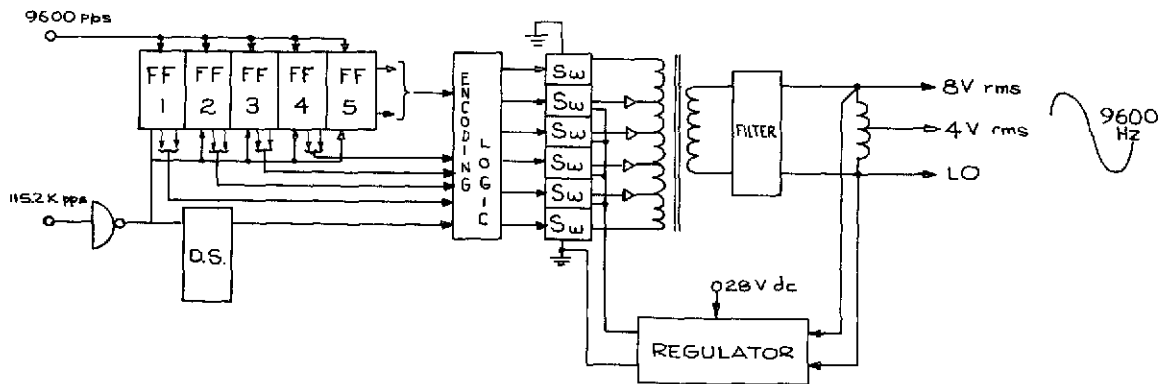 9600 pps
FF 1
FF 2
FF 3
FF 4
FF 5
ENCODING LOGIC
SW
SW
SW
SW
SW
SW
FILTER
8V rms
4V rms
LO
9600 Hz
115.2K pps
D.S.
28V dc
REGULATOR